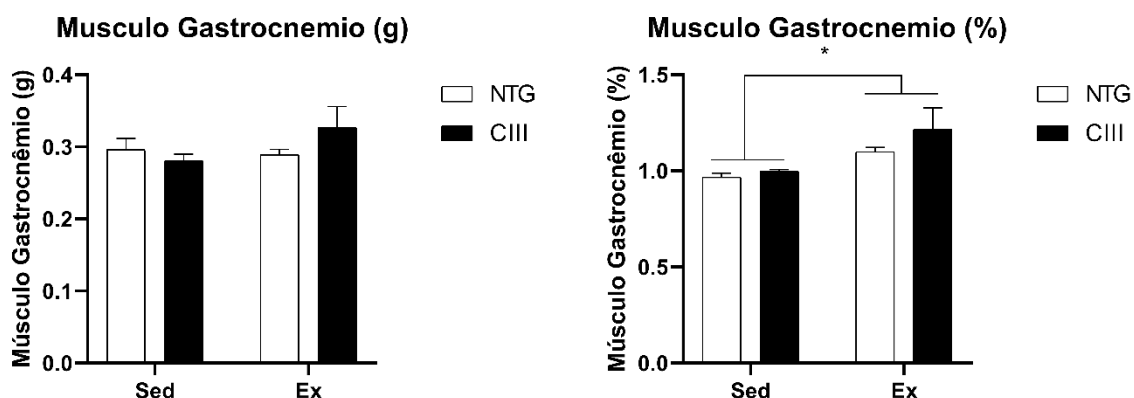 Musculo Gastrocnemio (g)
Músculo Gastrocnêmio (g)
0.4
0.3
0.2
0.1
0.0
Sed
Ex
NTG
CIII
Musculo Gastrocnemio (%)
*
Músculo Gastrocnêmio (%)
1.5
1.0
0.5
0.0
Sed
Ex
NTG
CIII